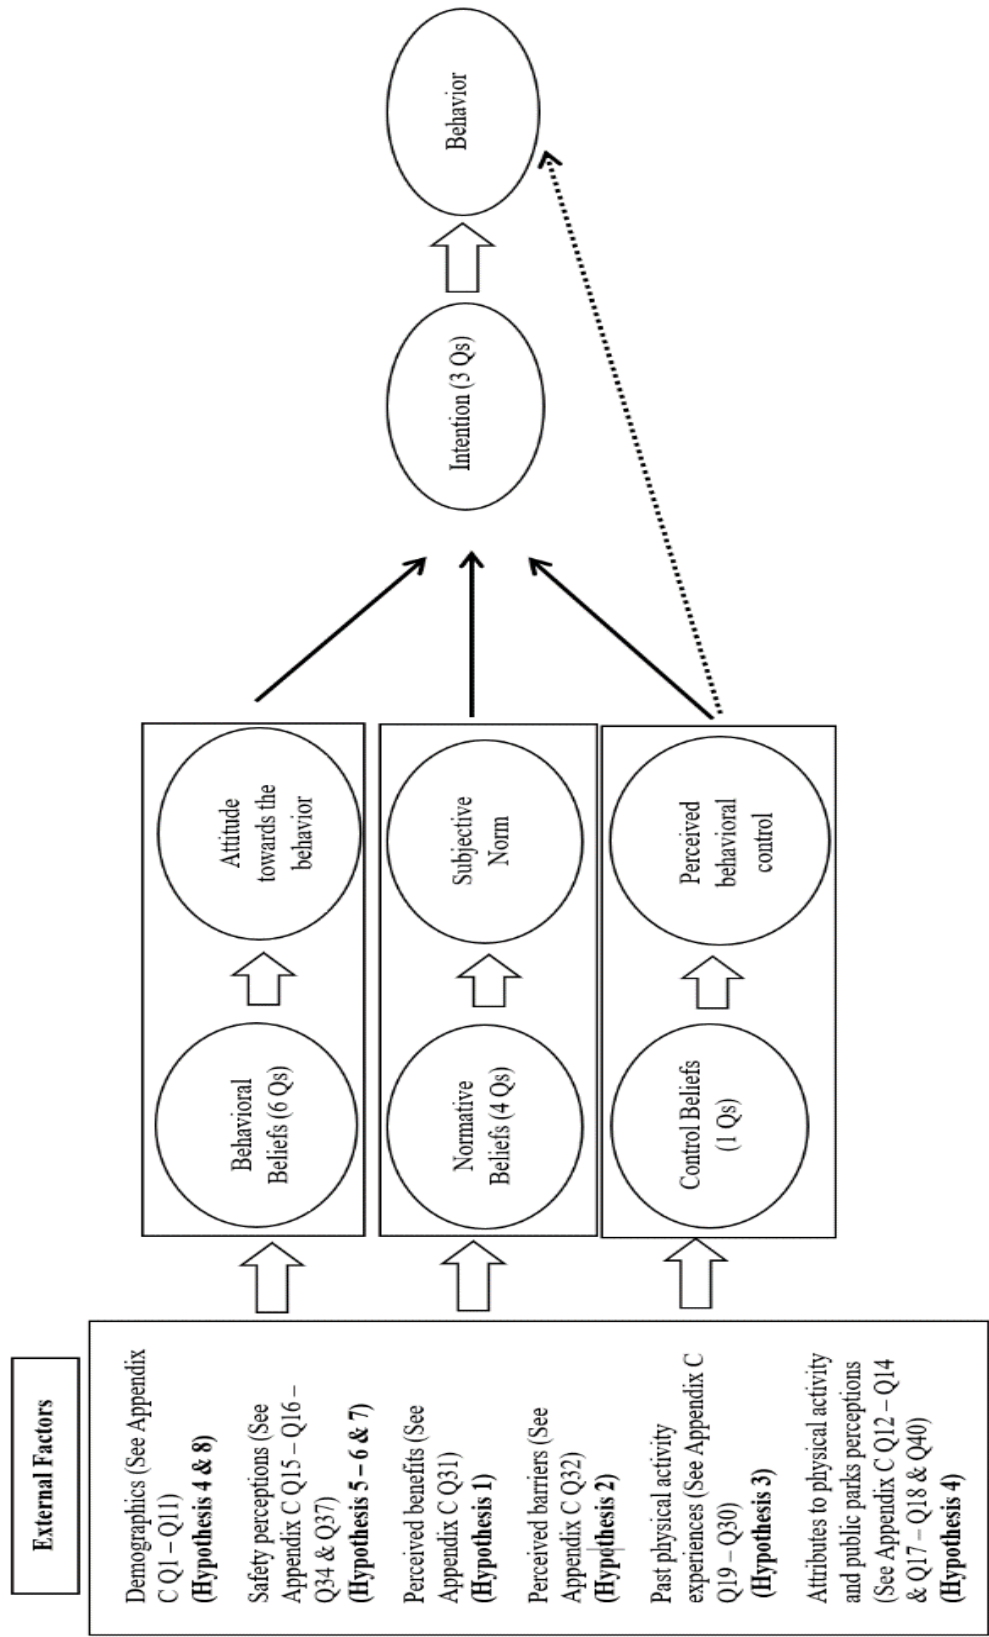 External Factors
Demographics (See Appendix
C Q1 – Q11)
(Hypothesis 4 & 8)
Safety perceptions (See
Appendix C Q15 – Q16 –
Q34 & Q37)
(Hypothesis 5 – 6 & 7)
Perceived benefits (See
Appendix C Q31)
(Hypothesis 1)
Perceived barriers (See
Appendix C Q32)
(Hypothesis 2)
Past physical activity
experiences (See Appendix C
Q19 – Q30)
(Hypothesis 3)
Attributes to physical activity
and public parks perceptions
(See Appendix C Q12 – Q14
& Q17 – Q18 & Q40)
(Hypothesis 4)
Behavioral
Beliefs (6 Qs)
Attitude
towards the
behavior
Normative
Beliefs (4 Qs)
Subjective
Norm
Control Beliefs
(1 Qs)
Perceived
behavioral
control
Intention (3 Qs)
Behavior